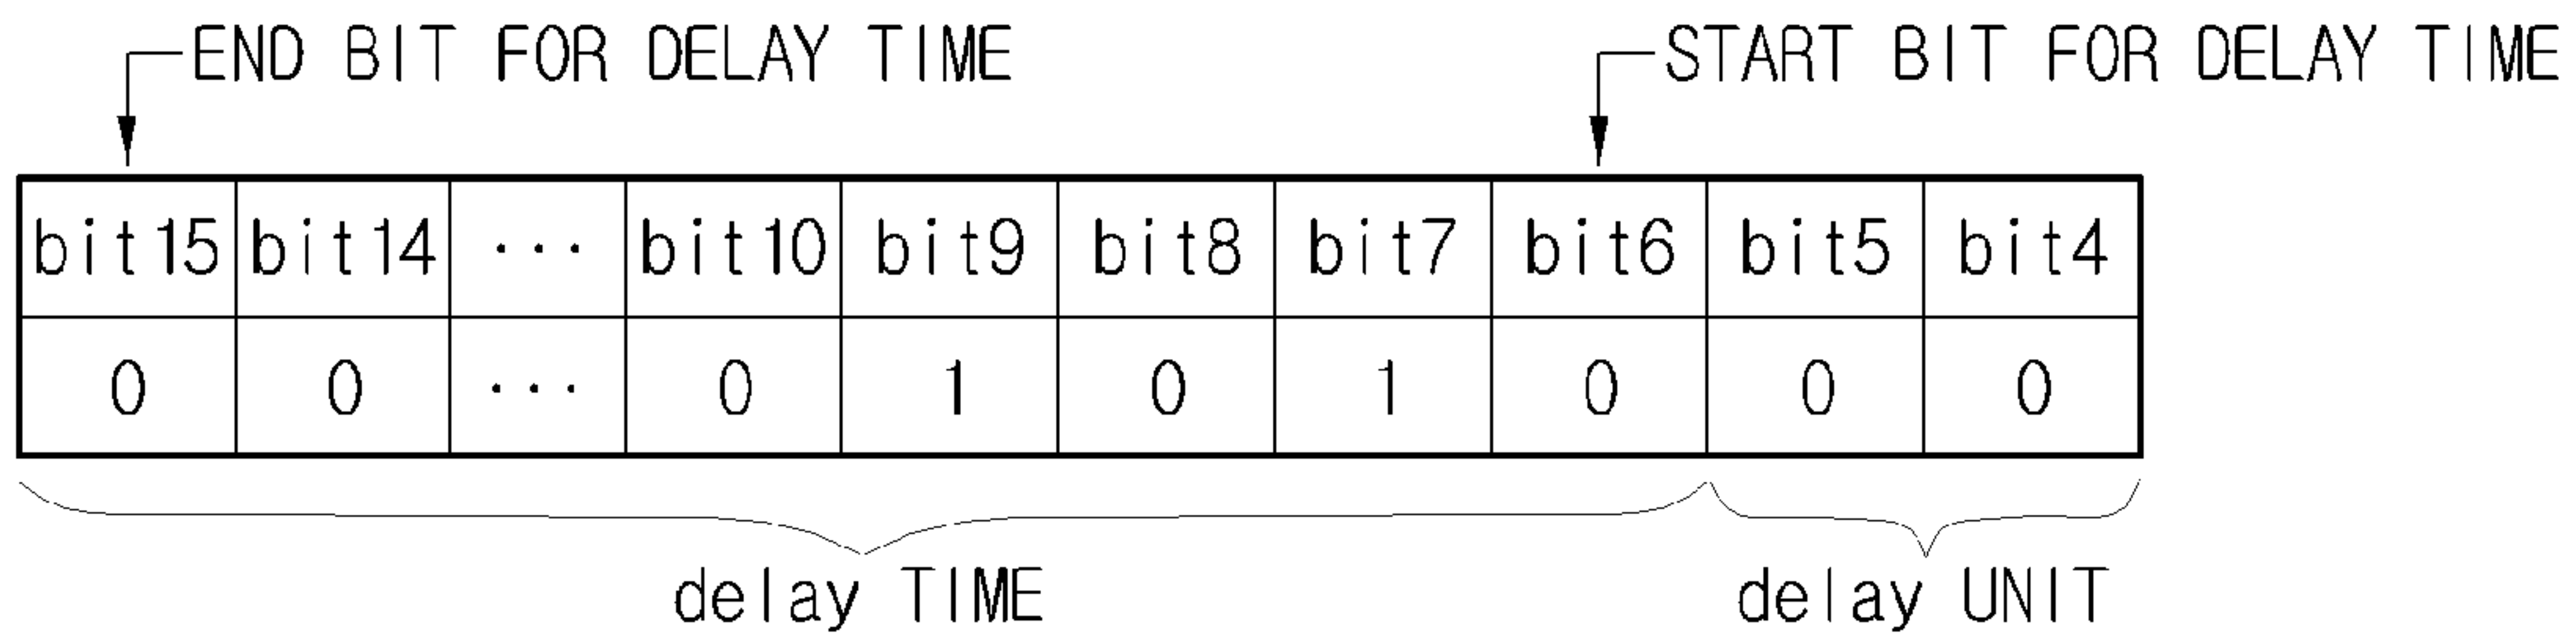 END BIT FOR DELAY TIME START BIT FOR DELAY TIME
bit15 bit14 ... bit10 bit9 bit8 bit7 bit6 bit5 bit4
0 0 ... 0 1 0 1 0 0 0
delay TIME delay UNIT